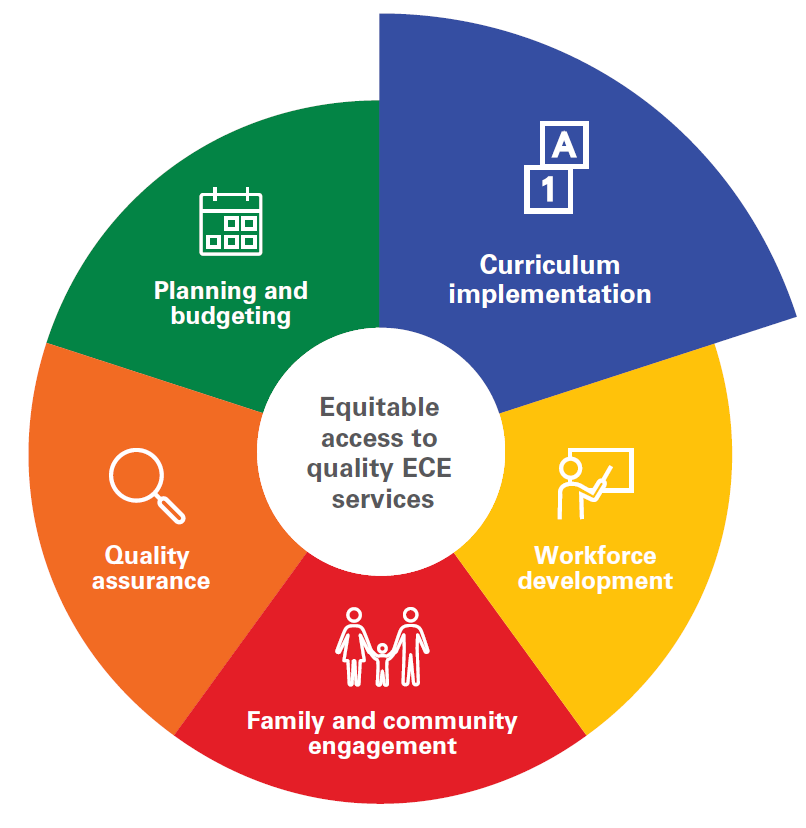 A
1
Curriculum
implementation
Planning and
budgeting
Equitable
access to
quality ECE
services
Quality
assurance
Workforce
development
Family and community
engagement